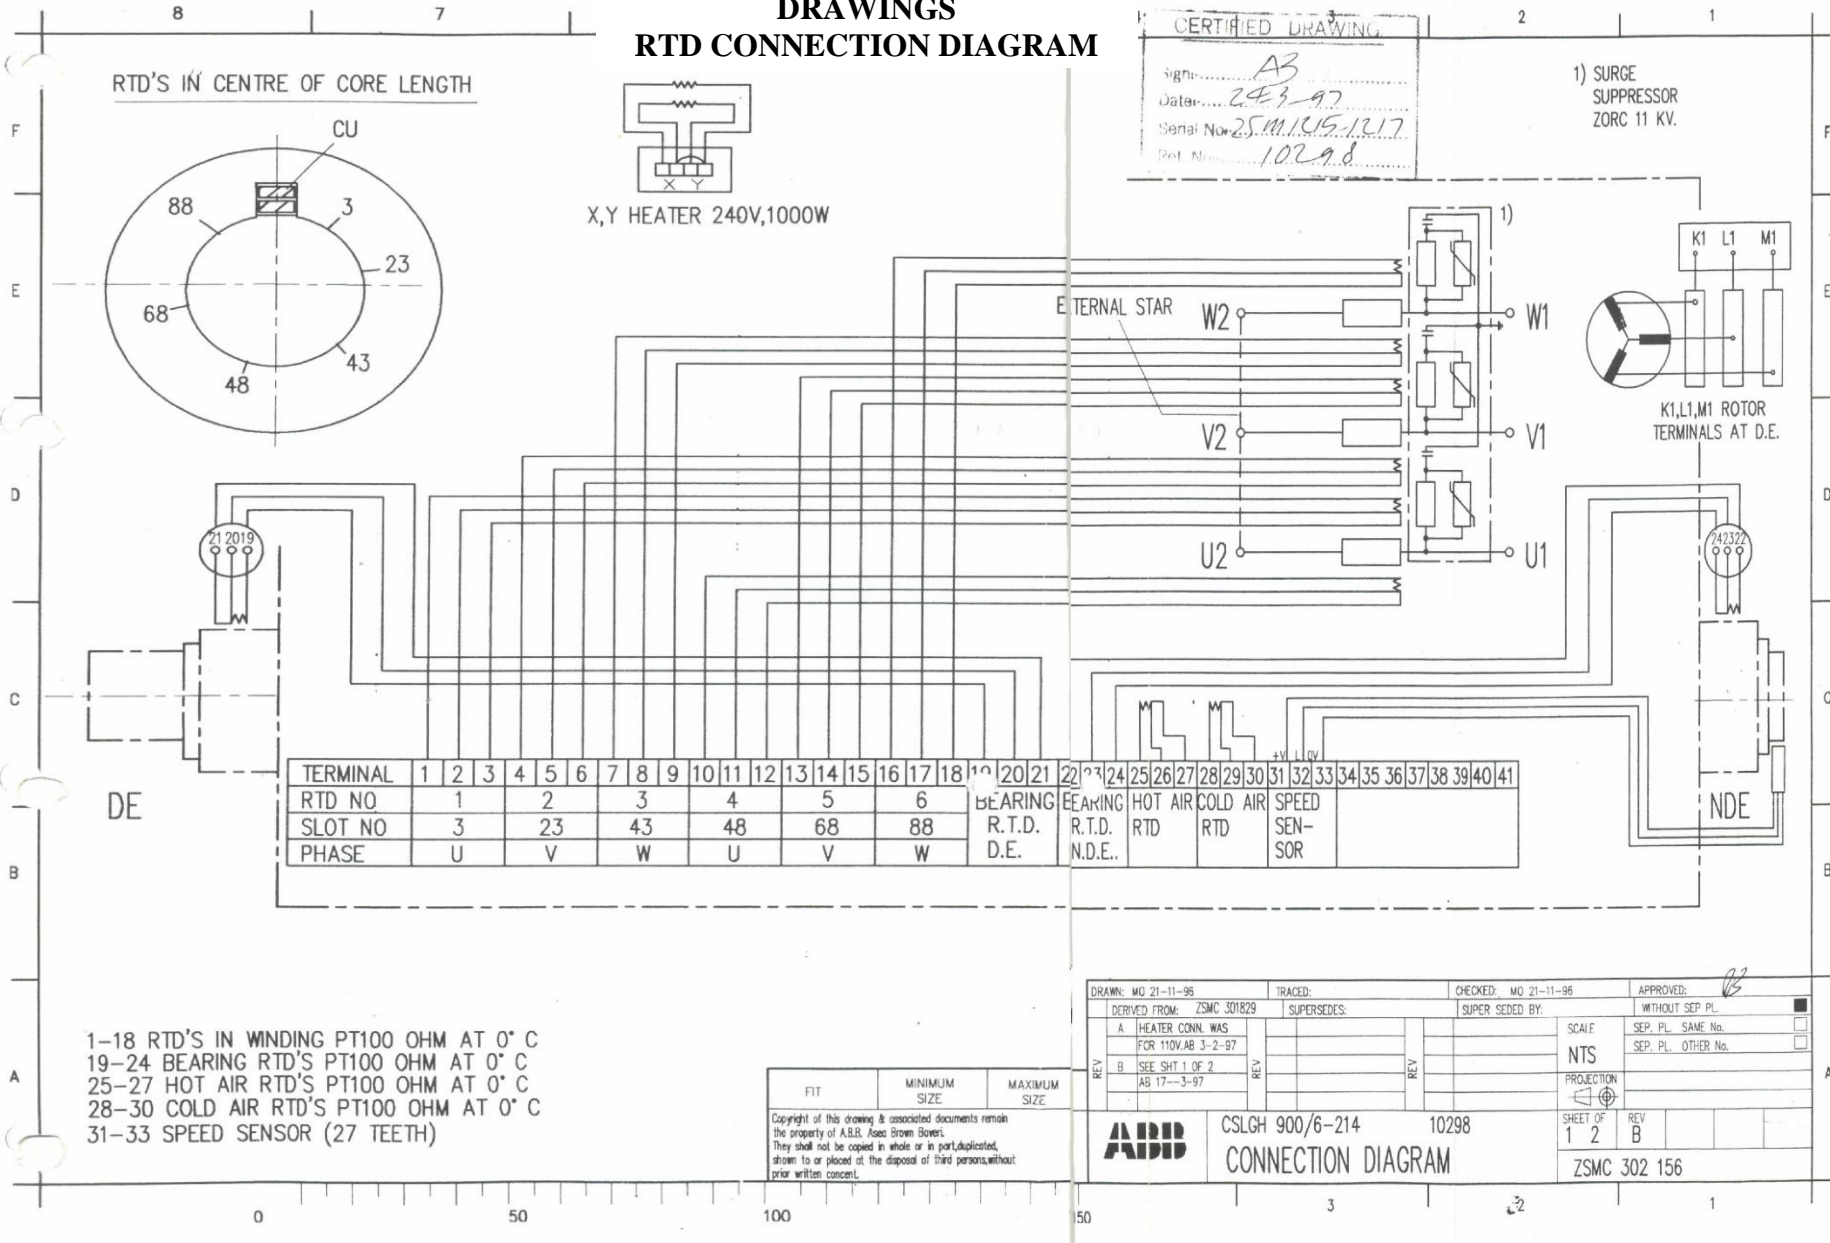 DRAWINGS
RTD CONNECTION DIAGRAM
8 7 3 2 1
CERTIFIED DRAWING
Sign:
Date:
Serial No.
Ref. No.
10298
1) SURGE
SUPPRESSOR
ZORC 11 KV.
RTD'S IN CENTRE OF CORE LENGTH
CU
88
3
23
68
43
48
X Y
X,Y HEATER 240V,1000W
1)
K1 L1 M1
TERNAL STAR
W2
W1
K1,L1,M1 ROTOR
TERMINALS AT D.E.
V2
V1
U2
U1
21 20 19
24 23 22
F
E
D
C
B
A
F
E
D
C
B
A
+V L 0V
TERMINAL 1 2 3 4 5 6 7 8 9 10 11 12 13 14 15 16 17 18 19 20 21 22 23 24 25 26 27 28 29 30 31 32 33 34 35 36 37 38 39 40 41
RTD NO 1 2 3 4 5 6 BEARING BEARING HOT AIR COLD AIR SPEED
SLOT NO 3 23 43 48 68 88 R.T.D. R.T.D. RTD RTD SEN-
PHASE U V W U V W D.E. N.D.E.. SOR
DE
NDE
1-18 RTD'S IN WINDING PT100 OHM AT 0° C
19-24 BEARING RTD'S PT100 OHM AT 0° C
25-27 HOT AIR RTD'S PT100 OHM AT 0° C
28-30 COLD AIR RTD'S PT100 OHM AT 0° C
31-33 SPEED SENSOR (27 TEETH)
FIT MINIMUM SIZE MAXIMUM SIZE
Copyright of this drawing & associated documents remain
the property of A.B.B. Asea Brown Boveri.
They shall not be copied in whole or in part,duplicated,
shown to or placed at the disposal of third persons,without
prior written concent.
DRAWN: MO 21-11-96 TRACED: CHECKED: MO 21-11-96 APPROVED:
DERIVED FROM: ZSMC 301829 SUPERSEDES: SUPER SEDED BY: WITHOUT SEP PL.
REV A HEATER CONN. WAS
FOR 110V.AB 3-2-97
B SEE SHT 1 OF 2
AB 17--3-97
REV
REV
SCALE
NTS
SEP. PL. SAME No.
SEP. PL. OTHER No.
PROJECTION
ABB
CSLGH 900/6-214 10298
CONNECTION DIAGRAM
SHEET OF
1 2
REV
B
ZSMC 302 156
0 50 100 150
3 2 1